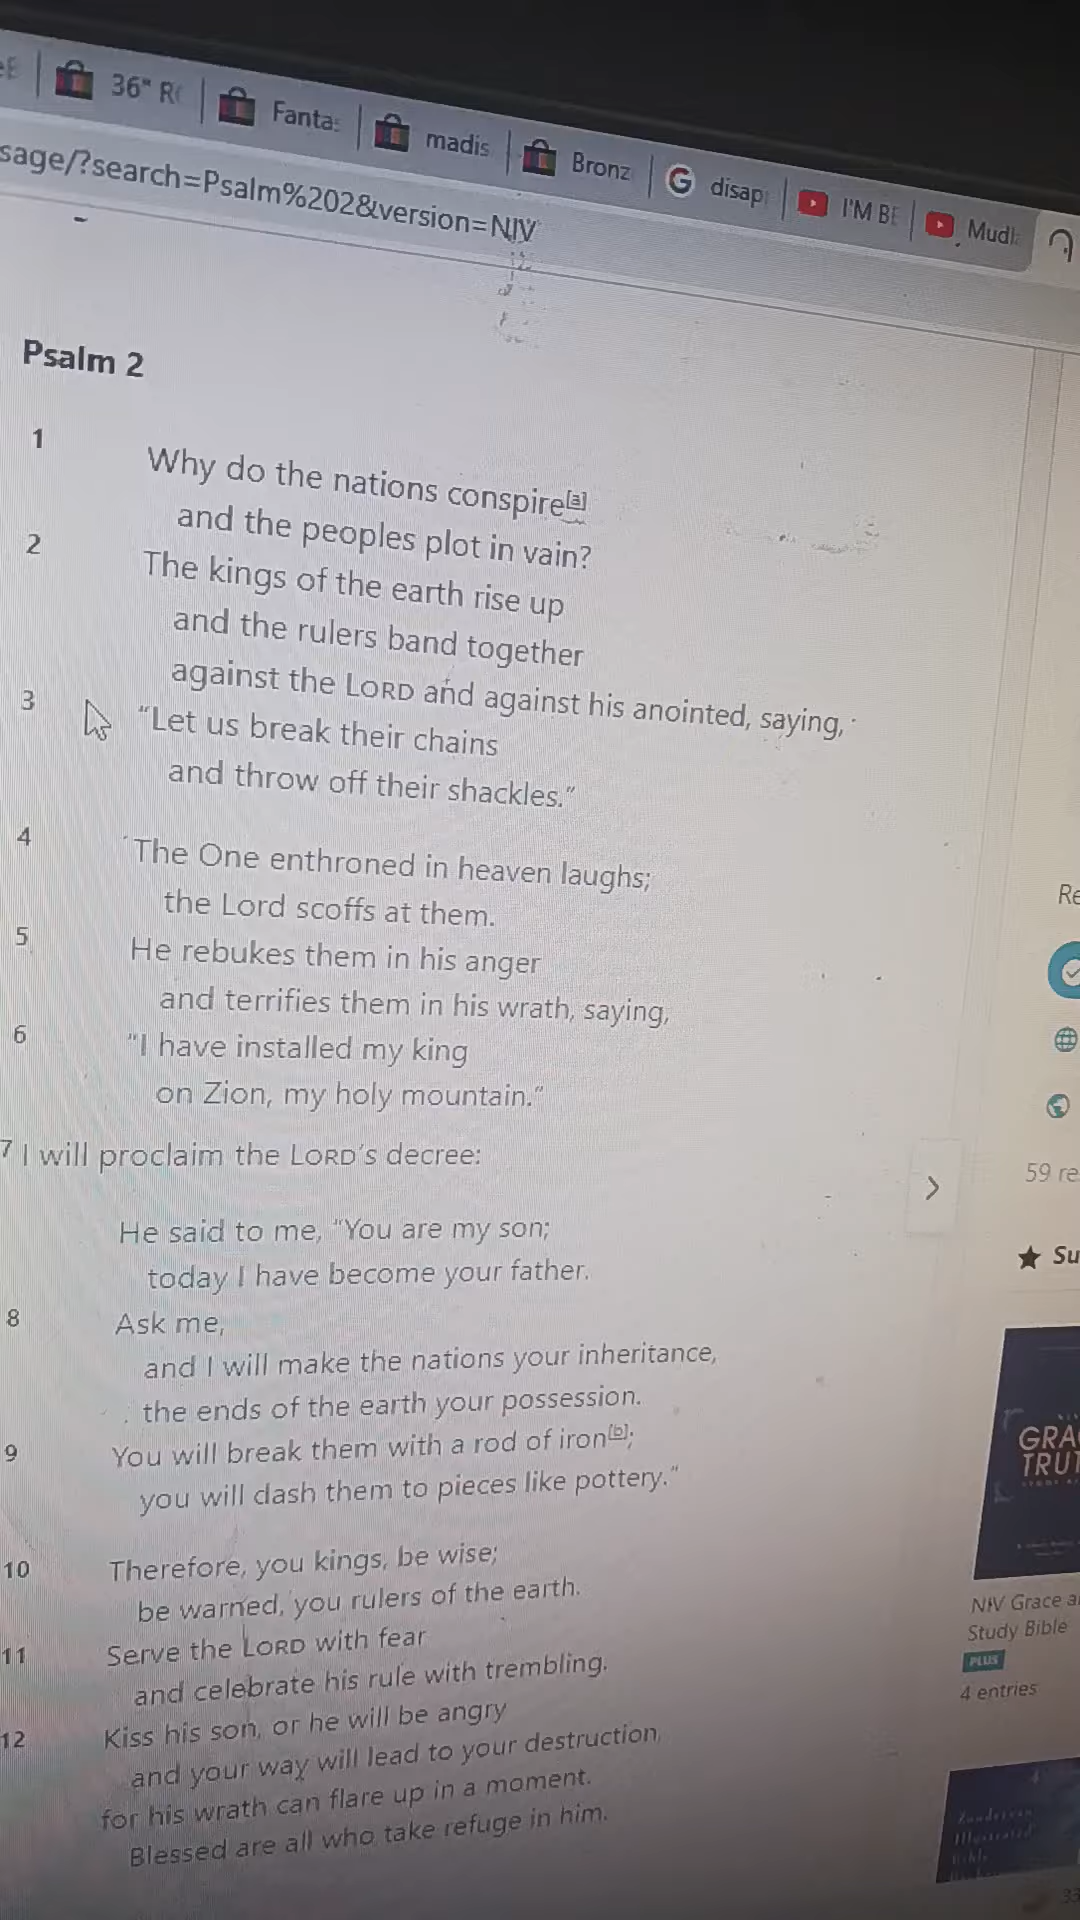 36" R
Fanta
madis
Bronz
disap
I'M BE
Mudl
sage/?search=Psalm%202&version=NIV
Psalm 2
1 Why do the nations conspire[a]
and the peoples plot in vain?
2 The kings of the earth rise up
and the rulers band together
against the LORD and against his anointed, saying,
3 “Let us break their chains
and throw off their shackles.”
4 The One enthroned in heaven laughs;
the Lord scoffs at them.
5 He rebukes them in his anger
and terrifies them in his wrath, saying,
6 “I have installed my king
on Zion, my holy mountain.”
7 I will proclaim the LORD’s decree:
He said to me, “You are my son;
today I have become your father.
8 Ask me,
and I will make the nations your inheritance,
the ends of the earth your possession.
9 You will break them with a rod of iron[b];
you will dash them to pieces like pottery.”
10 Therefore, you kings, be wise;
be warned, you rulers of the earth.
11 Serve the LORD with fear
and celebrate his rule with trembling.
12 Kiss his son, or he will be angry
and your way will lead to your destruction,
for his wrath can flare up in a moment.
Blessed are all who take refuge in him.
Re
59 re
Su
GRA
TRUT
NIV Grace a
Study Bible
PLUS
4 entries
Zondervan
Illustrated
Bible